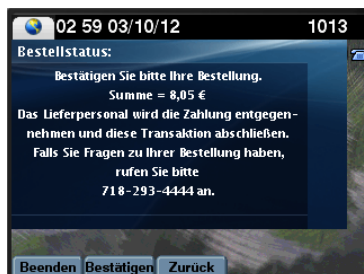 02 59 03/10/12 1013
Bestellstatus:
Bestätigen Sie bitte Ihre Bestellung.
Summe = 8,05 €
Das Lieferpersonal wird die Zahlung entgegen-
nehmen und diese Transaktion abschließen.
Falls Sie Fragen zu Ihrer Bestellung haben,
rufen Sie bitte
718-293-4444 an.
Beenden Bestätigen Zurück